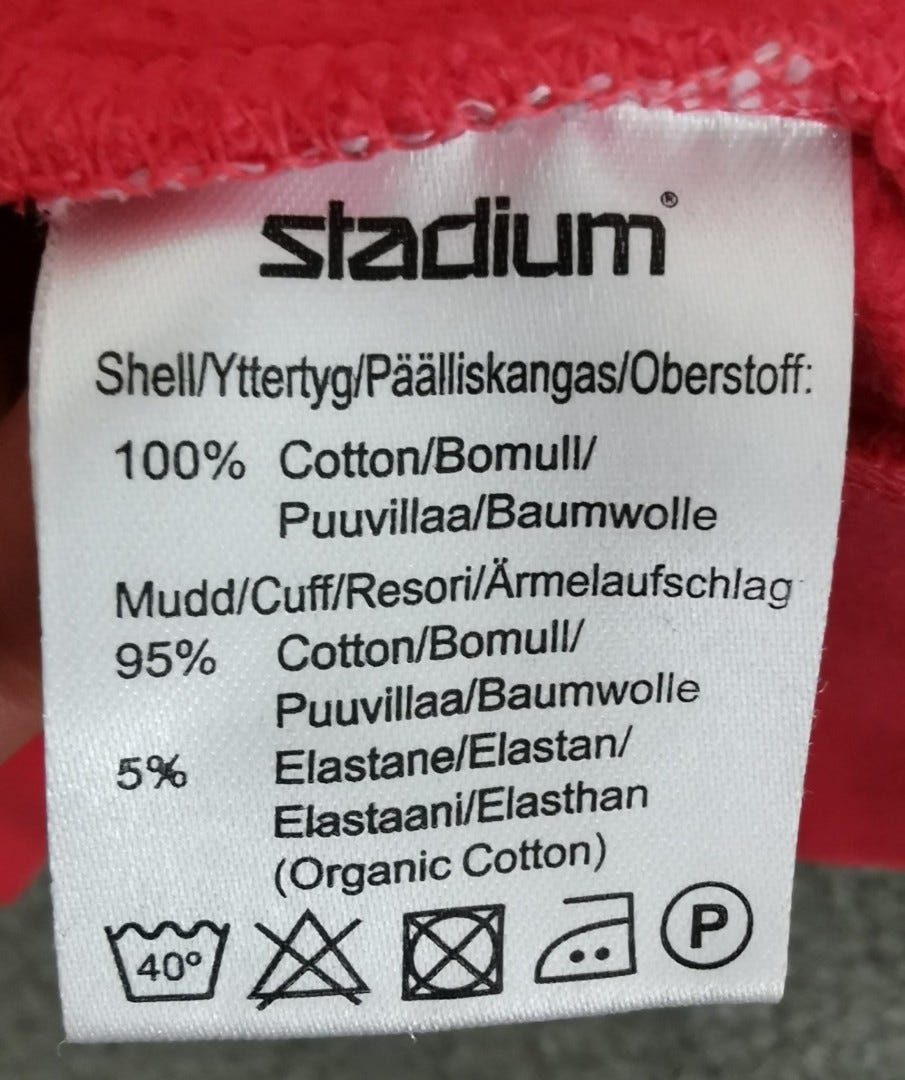 stadium®
Shell/Yttertyg/Päälliskangas/Oberstoff:
100% Cotton/Bomull/
Puuvillaa/Baumwolle
Mudd/Cuff/Resori/Ärmelaufschlag
95% Cotton/Bomull/
Puuvillaa/Baumwolle
5% Elastane/Elastan/
Elastaani/Elasthan
(Organic Cotton)
40° P